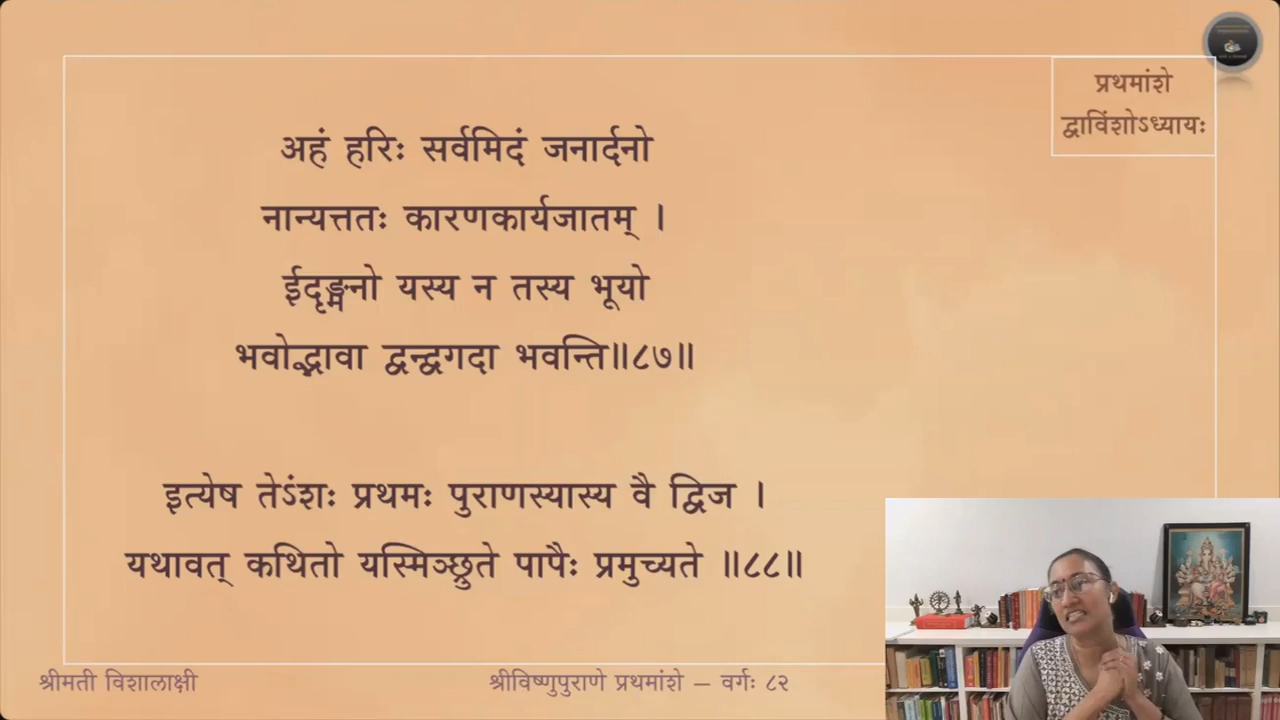 प्रथमांशे
द्वाविंशोऽध्यायः
अहं हरिः सर्वमिदं जनार्दनो
नान्यत्ततः कारणकार्यजातम् ।
ईदृङ्मनो यस्य न तस्य भूयो
भवोद्भावा द्वन्द्वगदा भवन्ति॥८७॥
इत्येष तेंऽशः प्रथमः पुराणस्यास्य वै द्विज ।
यथावत् कथितो यस्मिञ्छ्रुते पापैः प्रमुच्यते ॥८८॥
श्रीमती विशालाक्षी
श्रीविष्णुपुराणे प्रथमांशे – वर्गः ८२